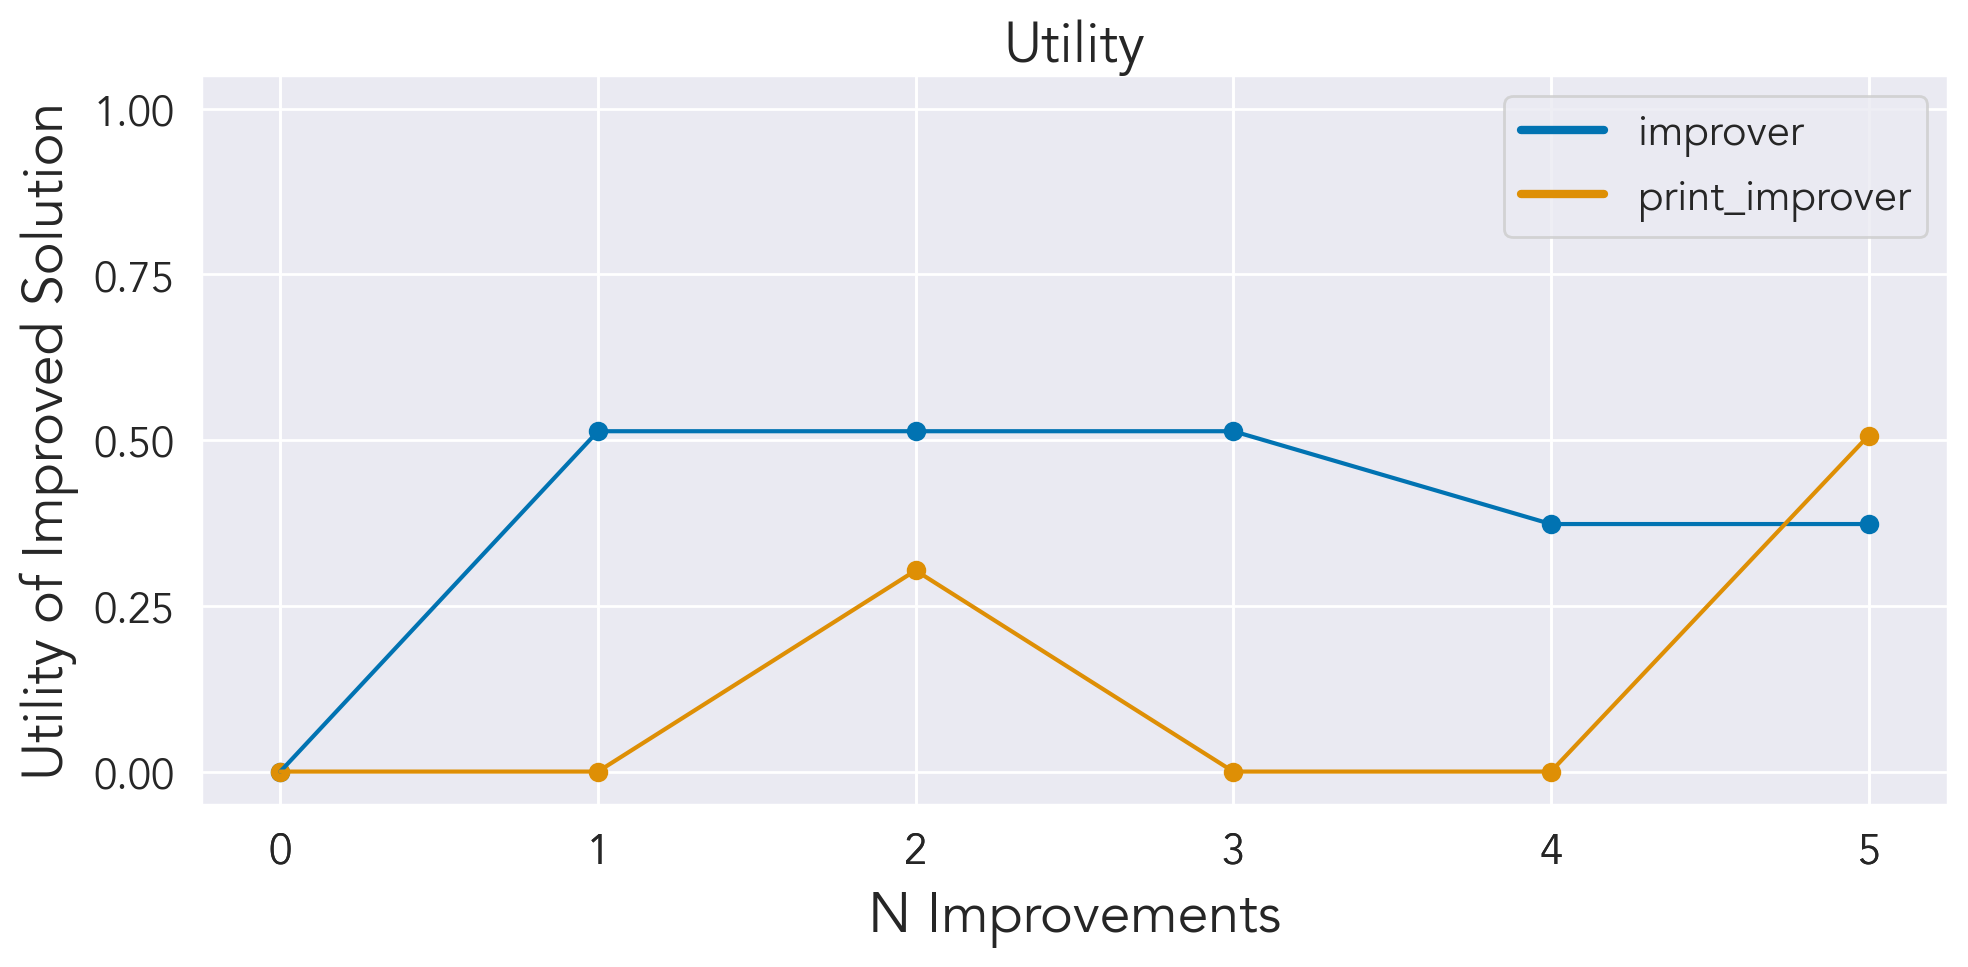 Utility
Utility of Improved Solution
1.00
0.75
0.50
0.25
0.00
improver
print_improver
0 1 2 3 4 5
N Improvements